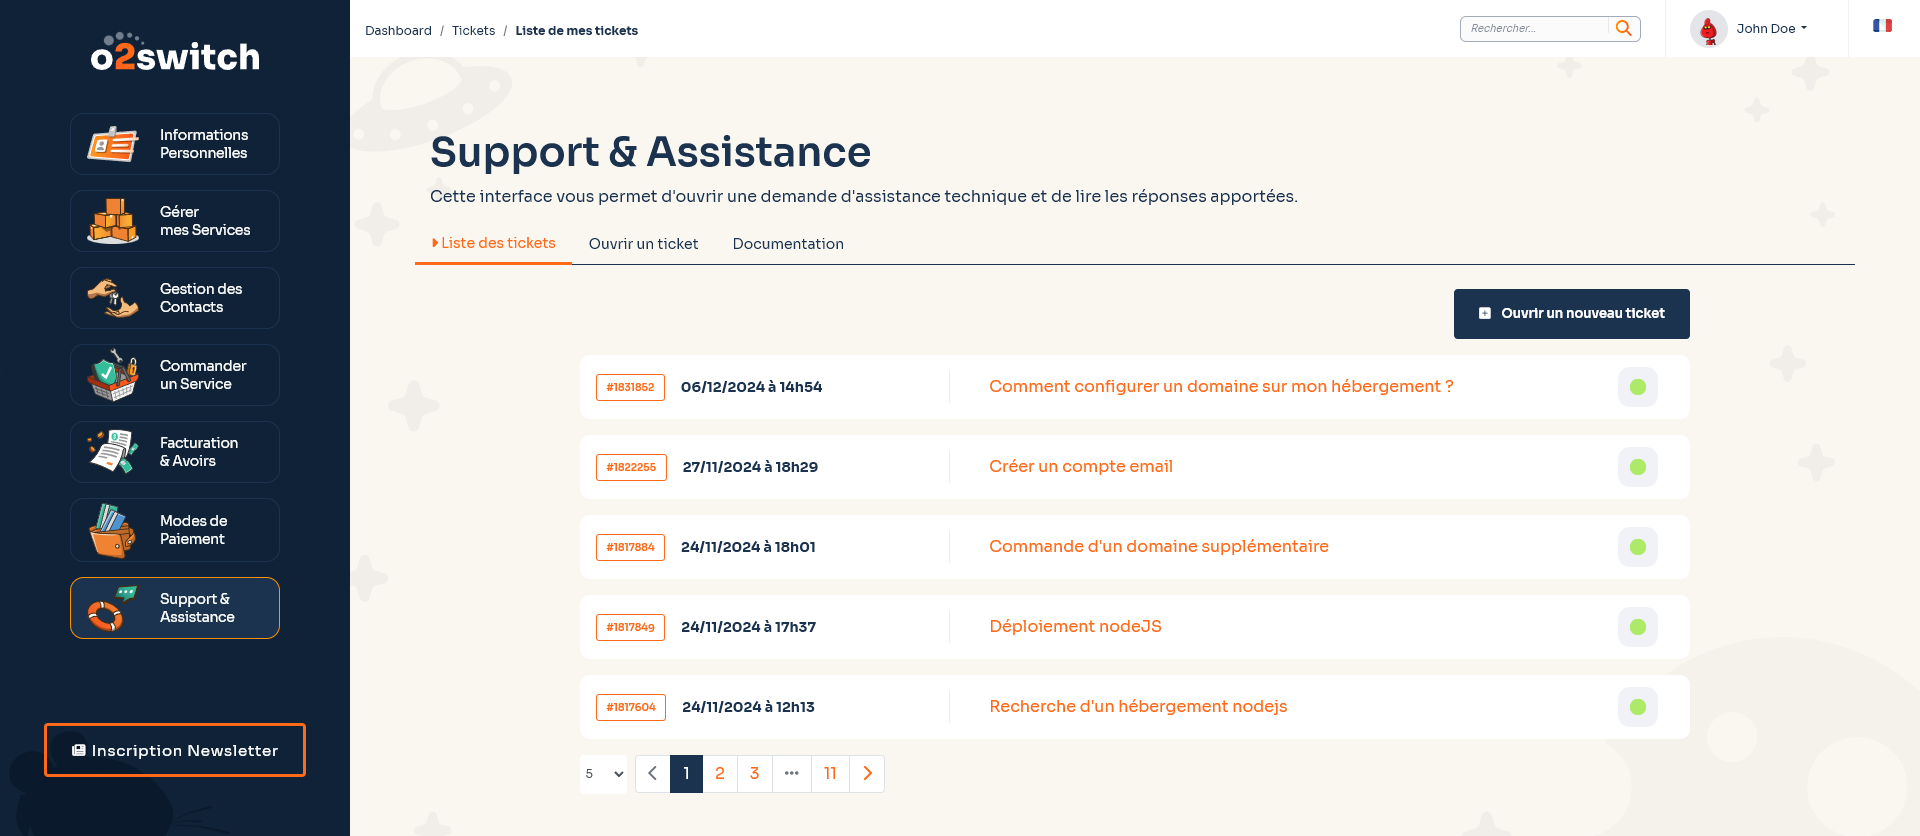 o2switch
Dashboard / Tickets / Liste de mes tickets
Rechercher...
John Doe
Informations
Personnelles
Gérer
mes Services
Gestion des
Contacts
Commander
un Service
Facturation
& Avoirs
Modes de
Paiement
Support &
Assistance
Inscription Newsletter
Support & Assistance
Cette interface vous permet d'ouvrir une demande d'assistance technique et de lire les réponses apportées.
Liste des tickets
Ouvrir un ticket
Documentation
Ouvrir un nouveau ticket
#1831852 06/12/2024 à 14h54 Comment configurer un domaine sur mon hébergement ?
#1822255 27/11/2024 à 18h29 Créer un compte email
#1817884 24/11/2024 à 18h01 Commande d'un domaine supplémentaire
#1817849 24/11/2024 à 17h37 Déploiement nodeJS
#1817604 24/11/2024 à 12h13 Recherche d'un hébergement nodejs
5 1 2 3 ••• 11